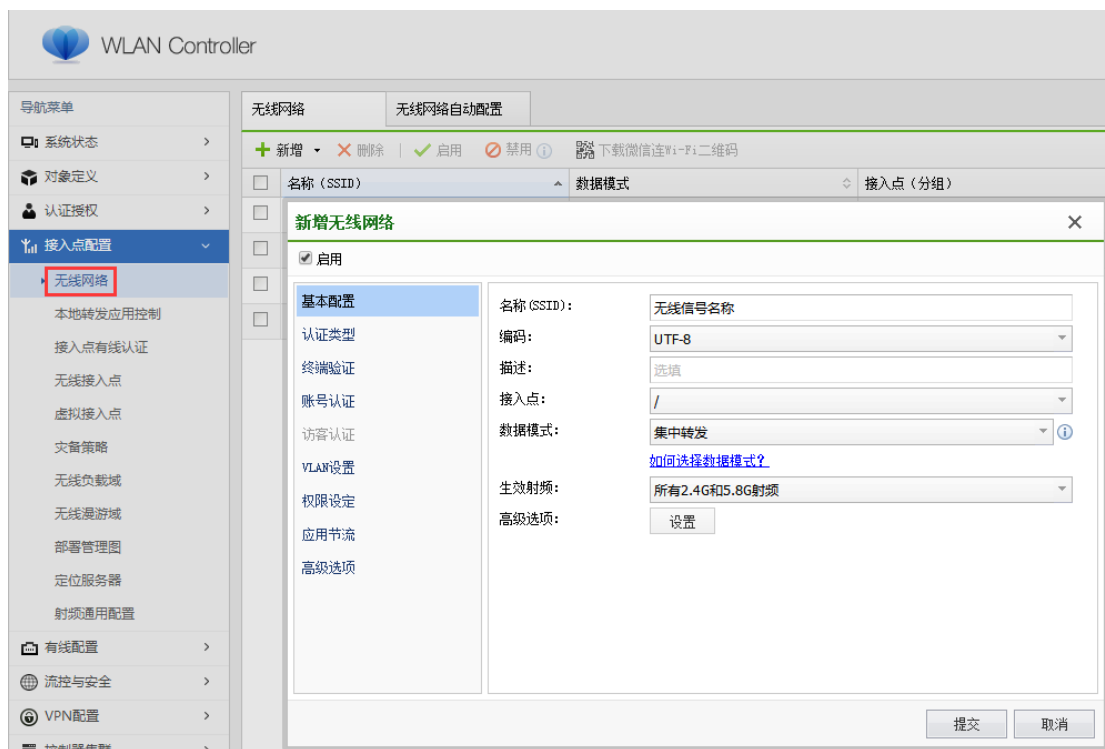 WLAN Controller
导航菜单
系统状态
对象定义
认证授权
接入点配置
无线网络
本地转发应用控制
接入点有线认证
无线接入点
虚拟接入点
灾备策略
无线负载域
无线漫游域
部署管理图
定位服务器
射频通用配置
有线配置
流控与安全
VPN配置
控制器集群
无线网络 无线网络自动配置
新增 删除 启用 禁用 下载微信连Wi-Fi二维码
名称（SSID） 数据模式 接入点（分组）
新增无线网络
启用
基本配置
认证类型
终端验证
账号认证
访客认证
VLAN设置
权限设定
应用节流
高级选项
名称(SSID): 无线信号名称
编码: UTF-8
描述: 选填
接入点: /
数据模式: 集中转发
如何选择数据模式？
生效射频: 所有2.4G和5.8G射频
高级选项: 设置
提交 取消